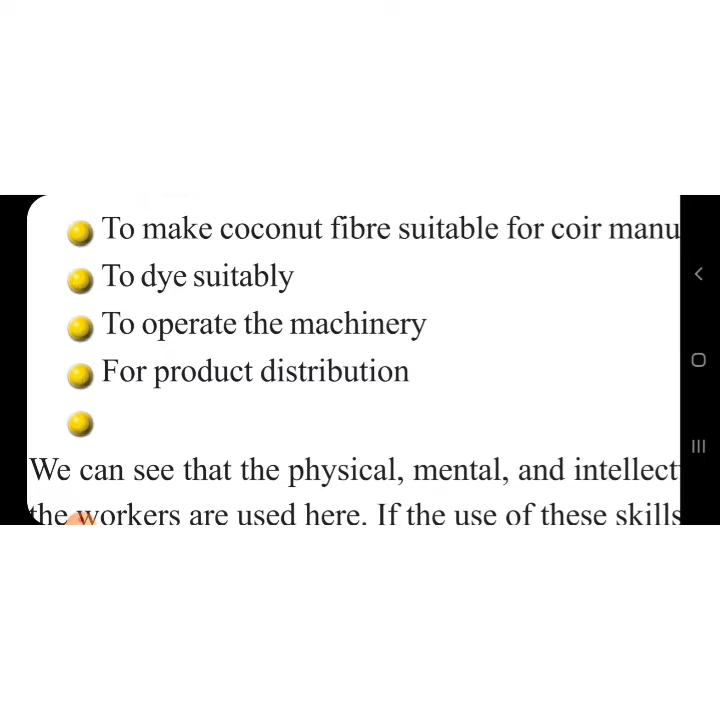 To make coconut fibre suitable for coir manu
To dye suitably
To operate the machinery
For product distribution
We can see that the physical, mental, and intellect
the workers are used here. If the use of these skills